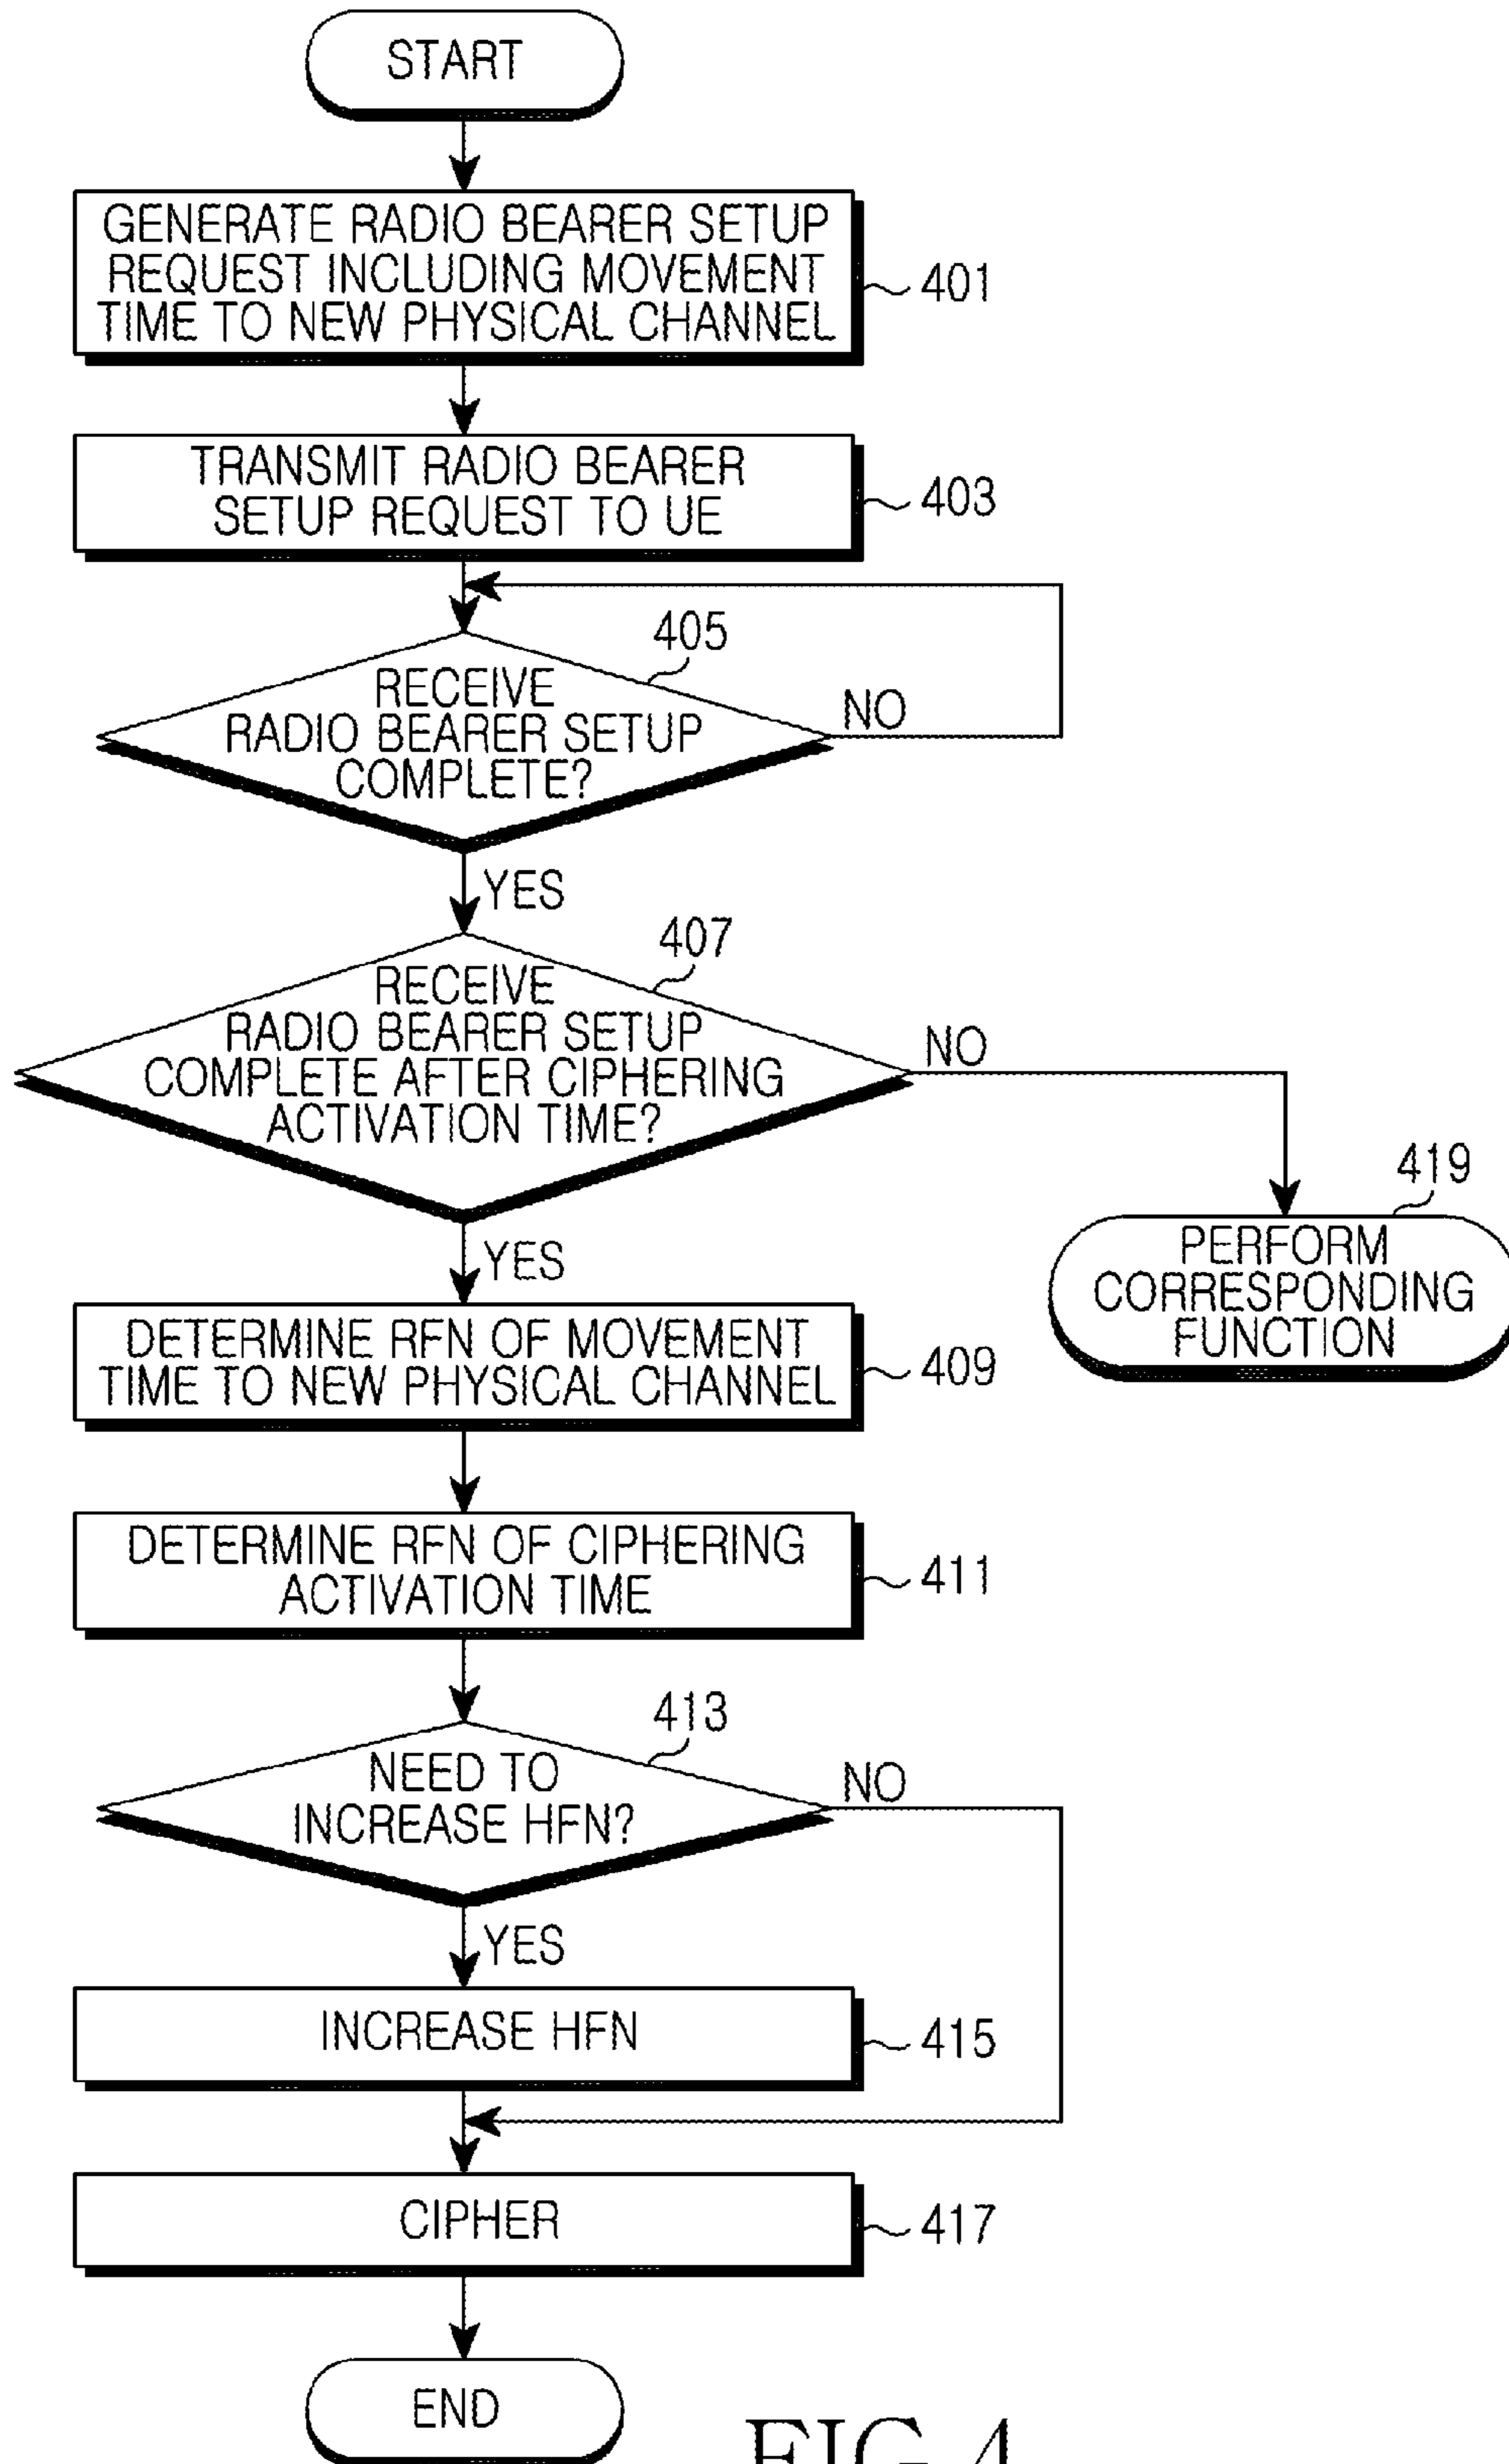 START
GENERATE RADIO BEARER SETUP
REQUEST INCLUDING MOVEMENT
TIME TO NEW PHYSICAL CHANNEL
401
TRANSMIT RADIO BEARER
SETUP REQUEST TO UE
403
405
RECEIVE
RADIO BEARER SETUP
COMPLETE?
NO
YES
407
RECEIVE
RADIO BEARER SETUP
COMPLETE AFTER CIPHERING
ACTIVATION TIME?
NO
YES
419
PERFORM
CORRESPONDING
FUNCTION
DETERMINE RFN OF MOVEMENT
TIME TO NEW PHYSICAL CHANNEL
409
DETERMINE RFN OF CIPHERING
ACTIVATION TIME
411
413
NEED TO
INCREASE HFN?
NO
YES
INCREASE HFN
415
CIPHER
417
END
FIG.4